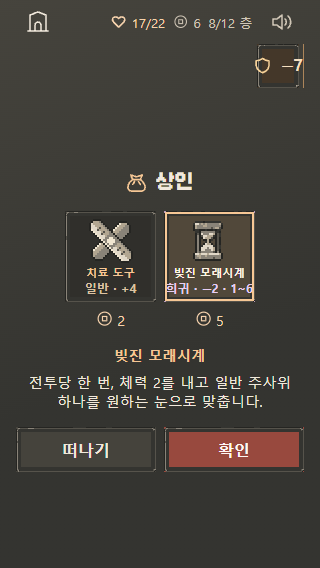 17/22 6 8/12 층
−7
상인
치료 도구
일반 · +4
빗진 모래시계
희귀 · −2 · 1~6
2
5
빗진 모래시계
전투당 한 번, 체력 2를 내고 일반 주사위
하나를 원하는 눈으로 맞춥니다.
떠나기
확인